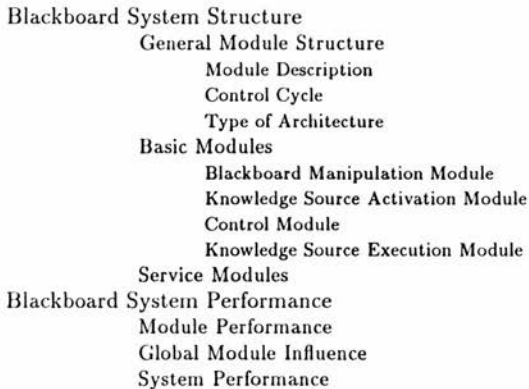 Blackboard System Structure
General Module Structure
Module Description
Control Cycle
Type of Architecture
Basic Modules
Blackboard Manipulation Module
Knowledge Source Activation Module
Control Module
Knowledge Source Execution Module
Service Modules
Blackboard System Performance
Module Performance
Global Module Influence
System Performance